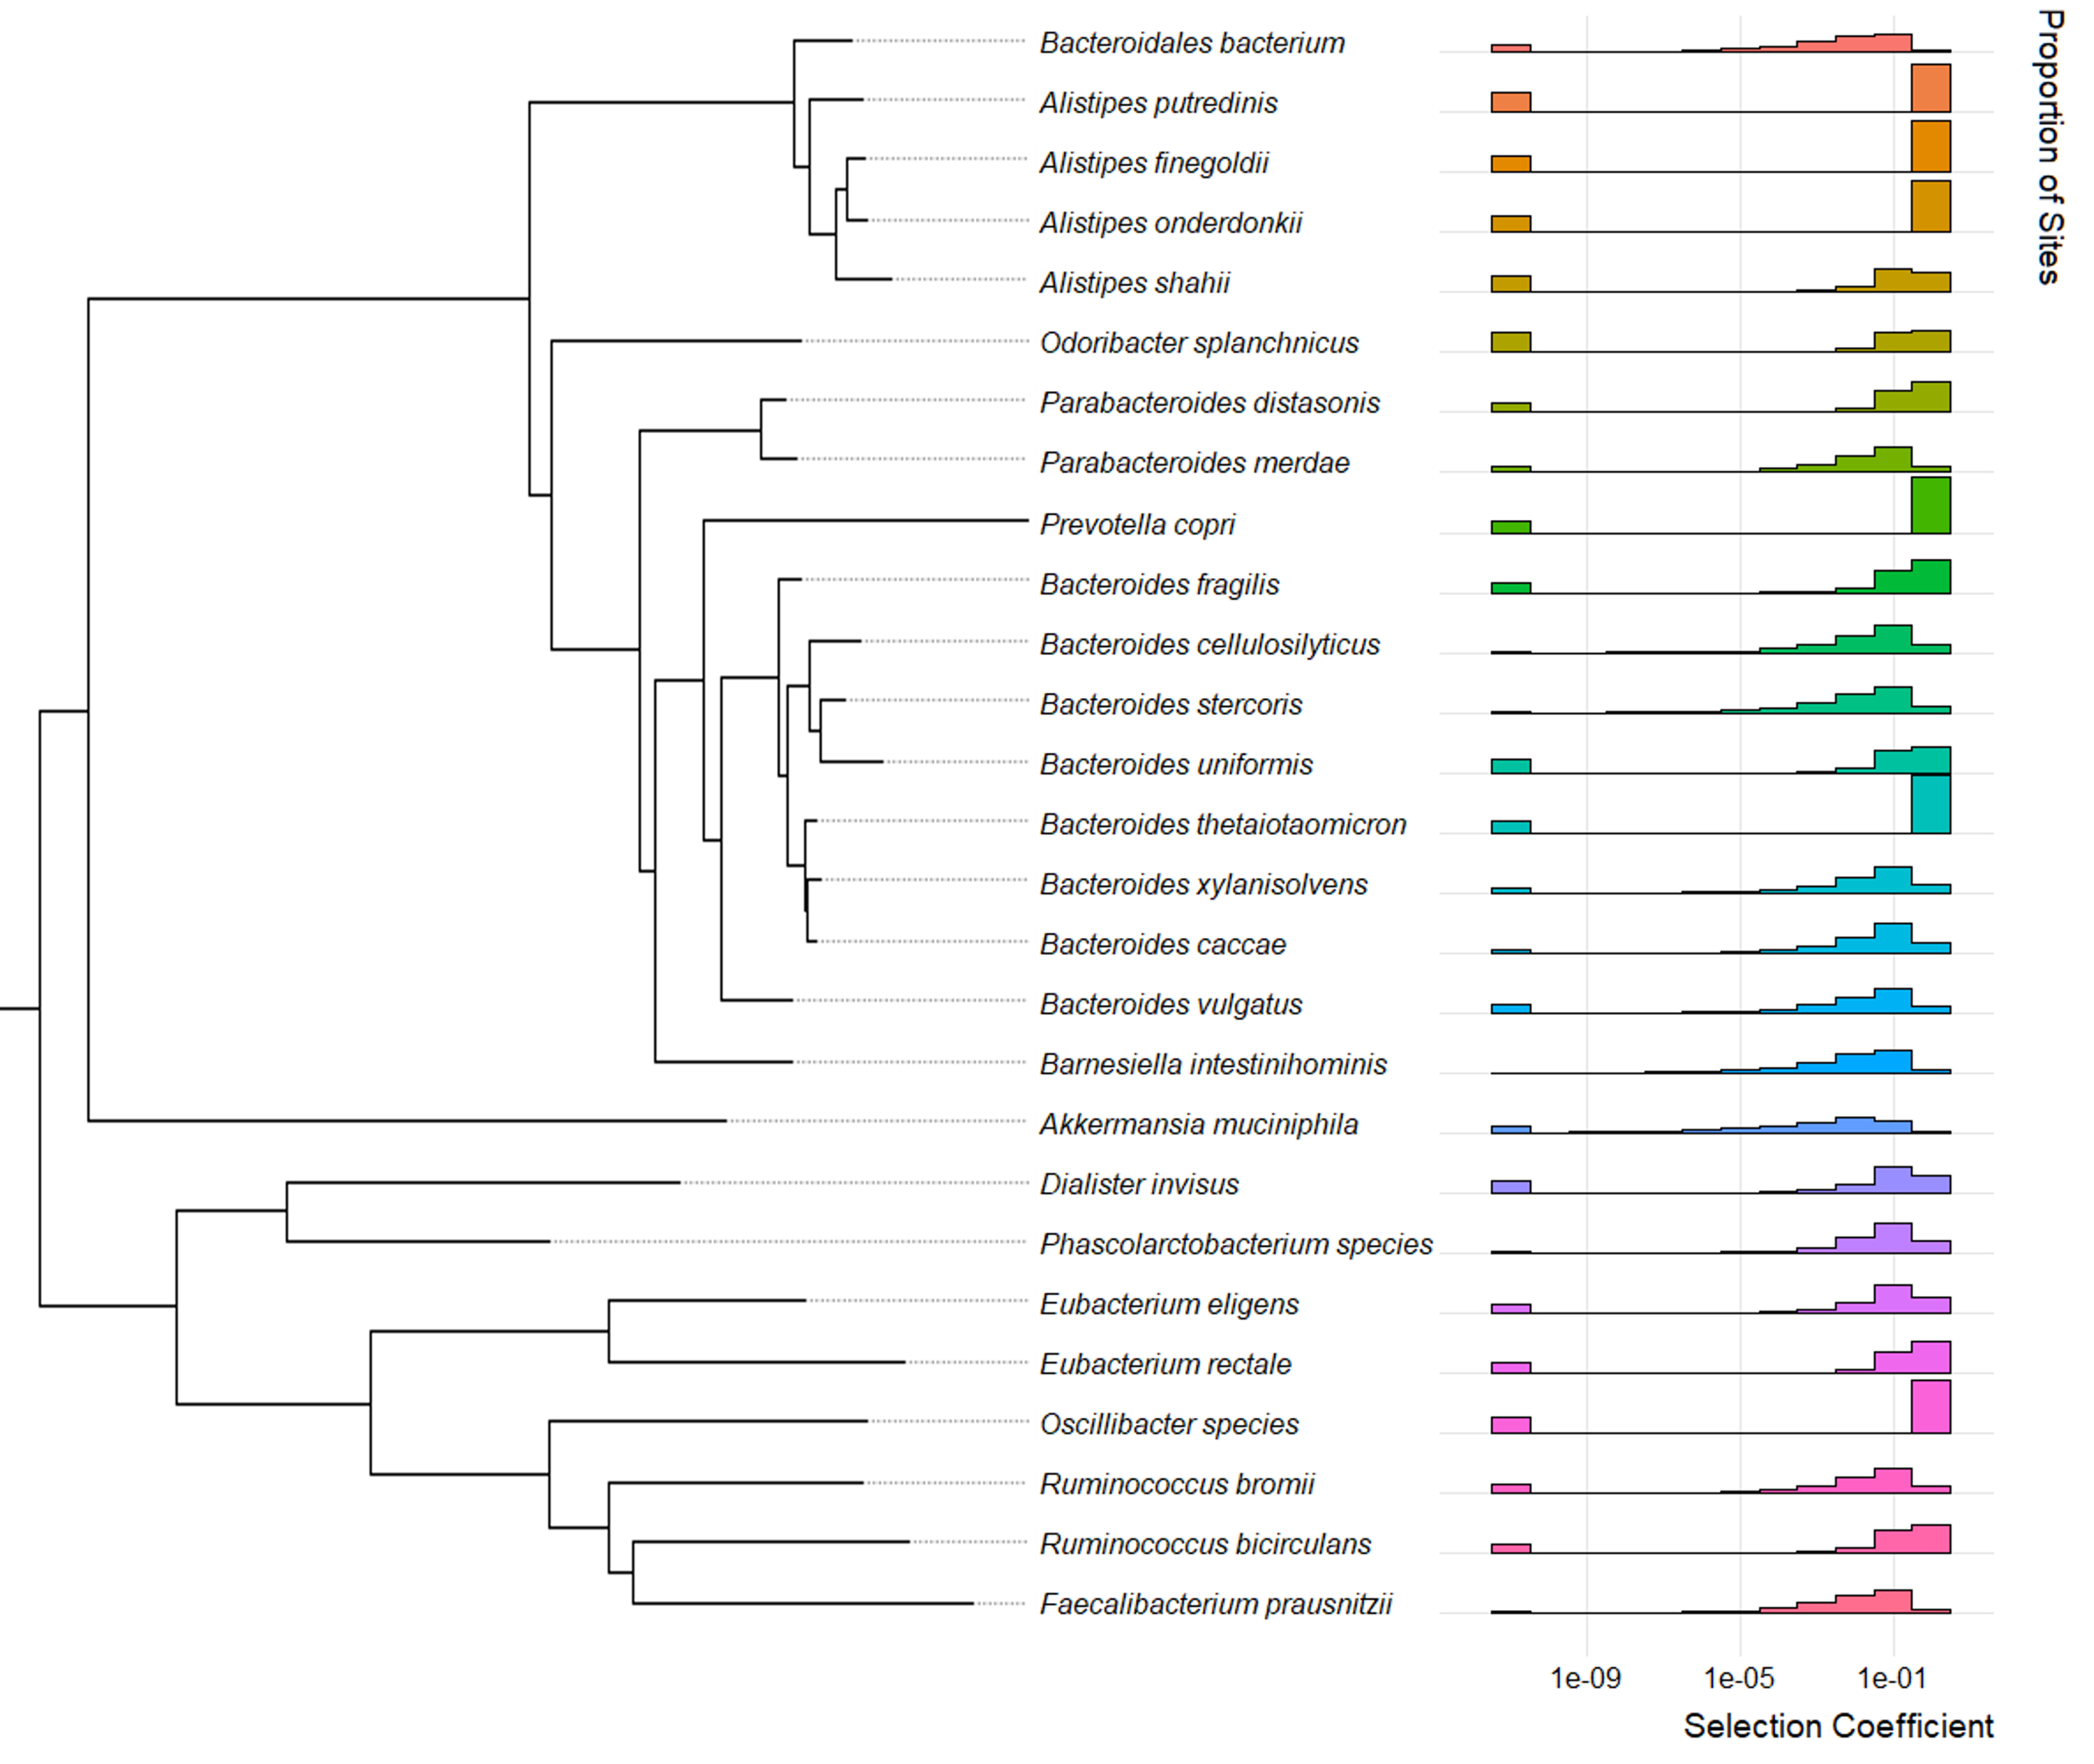 Bacteroidales bacterium
Alistipes putredinis
Alistipes finegoldii
Alistipes onderdonkii
Alistipes shahii
Odoribacter splanchnicus
Parabacteroides distasonis
Parabacteroides merdae
Prevotella copri
Bacteroides fragilis
Bacteroides cellulosilyticus
Bacteroides stercoris
Bacteroides uniformis
Bacteroides thetaiotaomicron
Bacteroides xylanisolvens
Bacteroides caccae
Bacteroides vulgatus
Barnesiella intestinihominis
Akkermansia muciniphila
Dialister invisus
Phascolarctobacterium species
Eubacterium eligens
Eubacterium rectale
Oscillibacter species
Ruminococcus bromii
Ruminococcus bicirculans
Faecalibacterium prausnitzii
Proportion of Sites
1e-09 1e-05 1e-01
Selection Coefficient